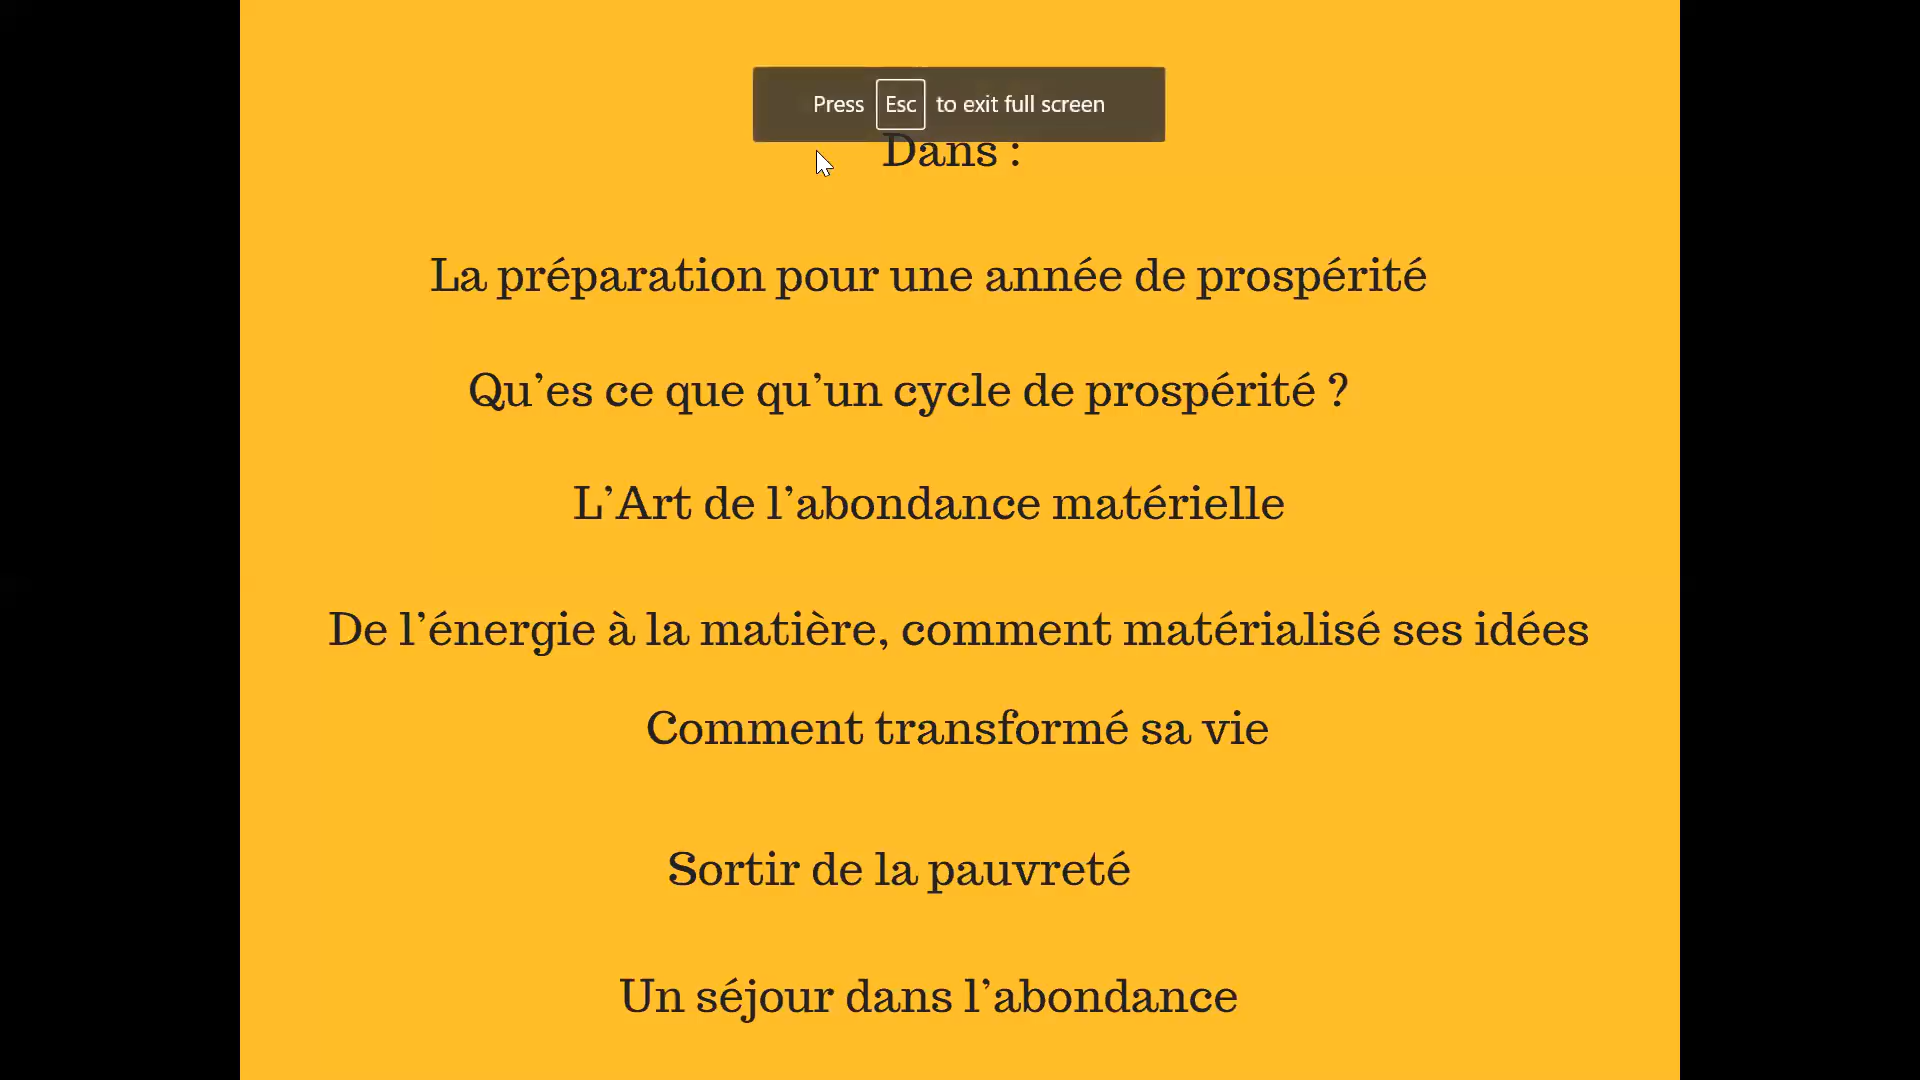 Press Esc to exit full screen
Dans :
La préparation pour une année de prospérité
Qu’es ce que qu’un cycle de prospérité ?
L’Art de l’abondance matérielle
De l’énergie à la matière, comment matérialisé ses idées
Comment transformé sa vie
Sortir de la pauvreté
Un séjour dans l’abondance